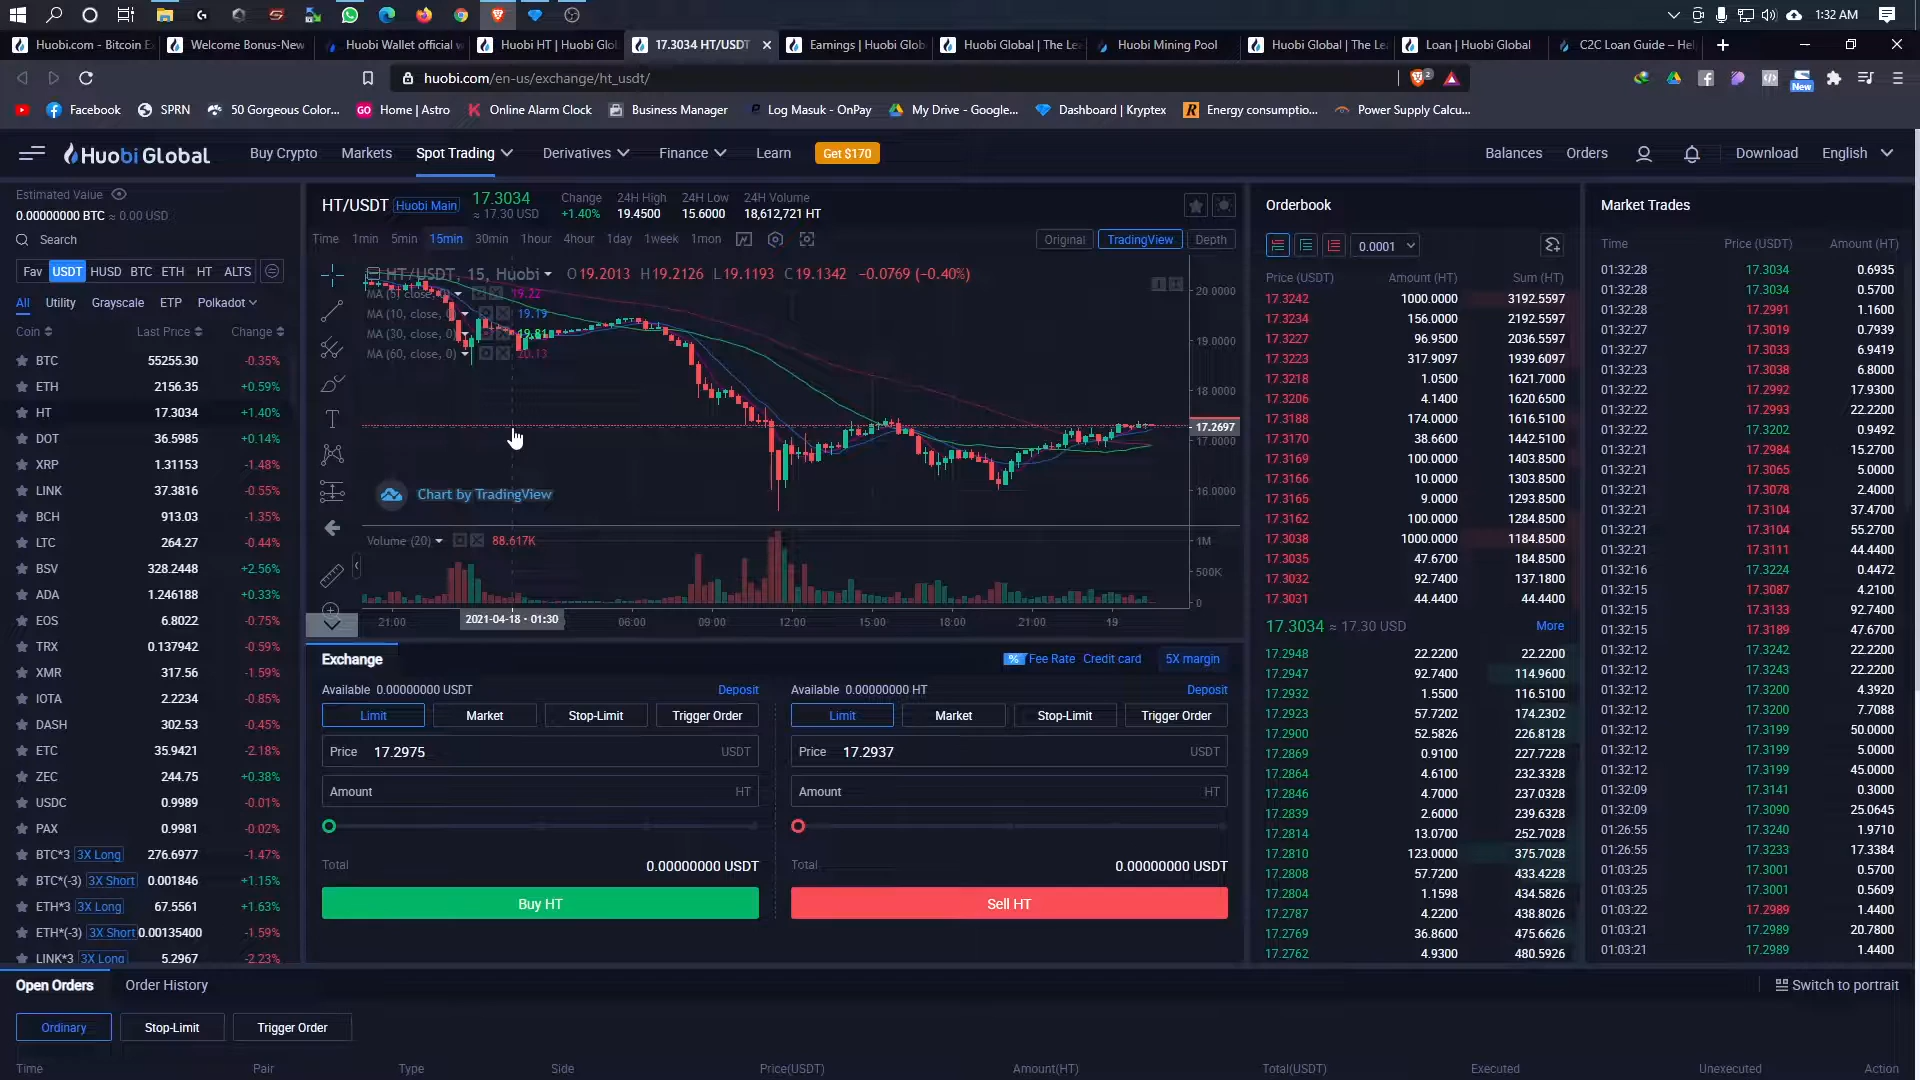 1:32 AM
Huobi.com - Bitcoin E
Welcome Bonus-New
Huobi Wallet official w
Huobi HT | Huobi Glo
17.3034 HT/USDT
Earnings | Huobi Glob
Huobi Global | The Le
Huobi Mining Pool
Huobi Global | The Le
Loan | Huobi Global
C2C Loan Guide – Hel
huobi.com/en-us/exchange/ht_usdt/
2
New
Facebook
SPRN
50 Gorgeous Color...
Home | Astro
Online Alarm Clock
Business Manager
Log Masuk - OnPay
My Drive - Google...
Dashboard | Kryptex
Energy consumptio...
Power Supply Calcu...
Huobi Global
Buy Crypto
Markets
Spot Trading
Derivatives
Finance
Learn
Get $170
Balances
Orders
Download
English
Estimated Value
0.00000000 BTC ≈ 0.00 USD
Search
Fav USDT HUSD BTC ETH HT ALTS
All Utility Grayscale ETP Polkadot
Coin Last Price Change
BTC 55255.30 -0.35%
ETH 2156.35 +0.59%
HT 17.3034 +1.40%
DOT 36.5985 +0.14%
XRP 1.31153 -1.48%
LINK 37.3816 -0.55%
BCH 913.03 -1.35%
LTC 264.27 -0.44%
BSV 328.2448 +2.56%
ADA 1.246188 +0.33%
EOS 6.8022 -0.75%
TRX 0.137942 -0.59%
XMR 317.56 -1.59%
IOTA 2.2234 -0.85%
DASH 302.53 -0.45%
ETC 35.9421 -2.18%
ZEC 244.75 +0.38%
USDC 0.9989 -0.01%
PAX 0.9981 -0.02%
BTC*3 3X Long 276.6977 -1.47%
BTC*(-3) 3X Short 0.001846 +1.15%
ETH*3 3X Long 67.5561 +1.63%
ETH*(-3) 3X Short 0.00135400 -1.59%
LINK*3 3X Long 5.2967 -2.23%
HT/USDT Huobi Main
17.3034
≈ 17.30 USD
Change
+1.40%
24H High
19.4500
24H Low
15.6000
24H Volume
18,612,721 HT
Time 1min 5min 15min 30min 1hour 4hour 1day 1week 1mon
Original TradingView Depth
HT/USDT, 15, Huobi O19.2013 H19.2126 L19.1193 C19.1342 −0.0769 (−0.40%)
MA (5, close, 0) 19.22
MA (10, close, 0) 19.19
MA (30, close, 0) 19.81
MA (60, close, 0) 20.13
20.0000
19.0000
18.0000
17.2697
17.0000
16.0000
Chart by TradingView
Volume (20) 88.617K
1M
500K
0
21:00 2021-04-18 - 01:30 06:00 09:00 12:00 15:00 18:00 21:00 19
Exchange
% Fee Rate Credit card 5X margin
Available 0.00000000 USDT Deposit
Limit Market Stop-Limit Trigger Order
Price 17.2975 USDT
Amount HT
Total 0.00000000 USDT
Buy HT
Available 0.00000000 HT Deposit
Limit Market Stop-Limit Trigger Order
Price 17.2937 USDT
Amount HT
Total 0.00000000 USDT
Sell HT
Orderbook
0.0001
Price (USDT) Amount (HT) Sum (HT)
17.3242 1000.0000 3192.5597
17.3234 156.0000 2192.5597
17.3227 96.9500 2036.5597
17.3223 317.9097 1939.6097
17.3218 1.0500 1621.7000
17.3206 4.1400 1620.6500
17.3188 174.0000 1616.5100
17.3170 38.6600 1442.5100
17.3169 100.0000 1403.8500
17.3166 10.0000 1303.8500
17.3165 9.0000 1293.8500
17.3162 100.0000 1284.8500
17.3038 1000.0000 1184.8500
17.3035 47.6700 184.8500
17.3032 92.7400 137.1800
17.3031 44.4400 44.4400
17.3034 ≈ 17.30 USD More
17.2948 22.2200 22.2200
17.2947 92.7400 114.9600
17.2932 1.5500 116.5100
17.2923 57.7202 174.2302
17.2900 52.5826 226.8128
17.2869 0.9100 227.7228
17.2864 4.6100 232.3328
17.2846 4.7000 237.0328
17.2839 2.6000 239.6328
17.2814 13.0700 252.7028
17.2810 123.0000 375.7028
17.2808 57.7200 433.4228
17.2804 1.1598 434.5826
17.2787 4.2200 438.8026
17.2769 36.8600 475.6626
17.2762 4.9300 480.5926
Market Trades
Time Price (USDT) Amount (HT)
01:32:28 17.3034 0.6935
01:32:28 17.3034 0.5700
01:32:28 17.2991 1.1600
01:32:27 17.3019 0.7939
01:32:27 17.3033 6.9419
01:32:23 17.3038 6.8000
01:32:22 17.2992 17.9300
01:32:22 17.2993 22.2200
01:32:22 17.3202 0.9492
01:32:21 17.2984 15.2700
01:32:21 17.3065 5.0000
01:32:21 17.3078 2.4000
01:32:21 17.3104 37.4700
01:32:21 17.3104 55.2700
01:32:21 17.3111 44.4400
01:32:16 17.3224 0.4472
01:32:15 17.3087 4.2100
01:32:15 17.3133 92.7400
01:32:15 17.3189 47.6700
01:32:12 17.3242 22.2200
01:32:12 17.3243 22.2200
01:32:12 17.3200 4.3920
01:32:12 17.3200 7.7088
01:32:12 17.3199 50.0000
01:32:12 17.3199 5.0000
01:32:12 17.3199 45.0000
01:32:09 17.3141 0.3000
01:32:09 17.3090 25.0645
01:26:55 17.3240 1.9710
01:26:55 17.3233 17.3384
01:03:25 17.3001 0.5700
01:03:25 17.3001 0.5609
01:03:22 17.2989 1.4400
01:03:21 17.2989 20.7800
01:03:21 17.2989 1.4400
Open Orders Order History
Switch to portrait
Ordinary Stop-Limit Trigger Order
Time Pair Type Side Price(USDT) Amount(HT) Total(USDT) Executed Unexecuted Action